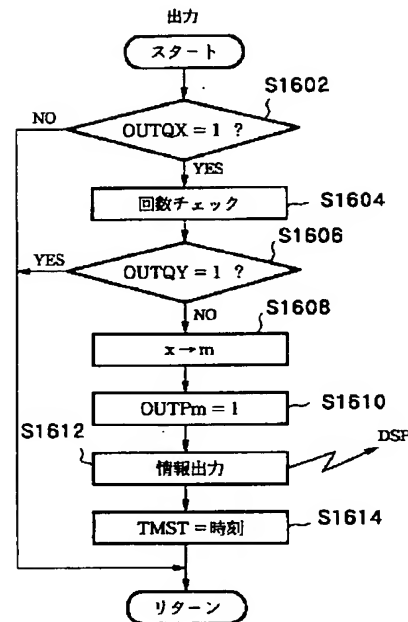 出力
スタート
S1602
NO
OUTQX = 1 ?
YES
回数チェック
S1604
S1606
YES
OUTQY = 1 ?
NO
S1608
x→m
OUTPm = 1
S1610
S1612
DSP
情報出力
TMST = 時刻
S1614
リターン